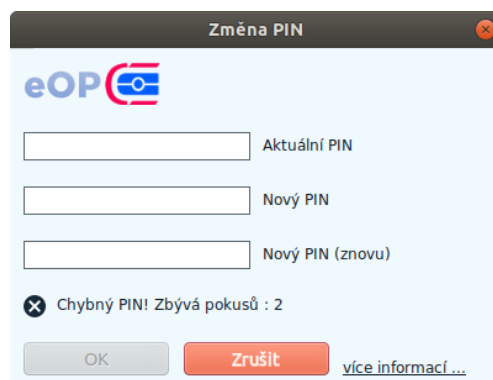 Změna PIN
eOP
Aktuální PIN
Nový PIN
Nový PIN (znovu)
Chybný PIN! Zbývá pokusů : 2
OK
Zrušit
více informací ...